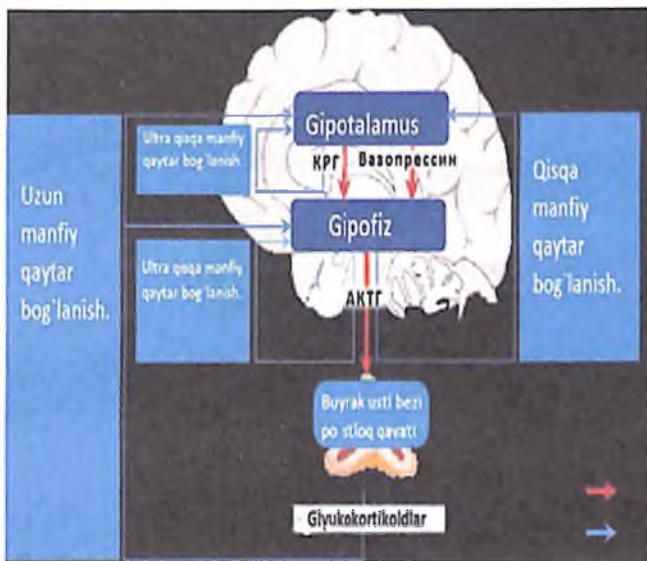 Gipotalamus
Ultra qisqa manfiy
qaytar bog`lanish.
КРГ Вазопрессин
Uzun
manfiy
qaytar
bog`lanish.
Qisqa
manfiy
qaytar
bog`lanish.
Gipofiz
Ultra qisqa manfiy
qaytar bog`lanish.
АКТГ
Buyrak usti bezi
po stloq qavati
Glyukokortikoldlar